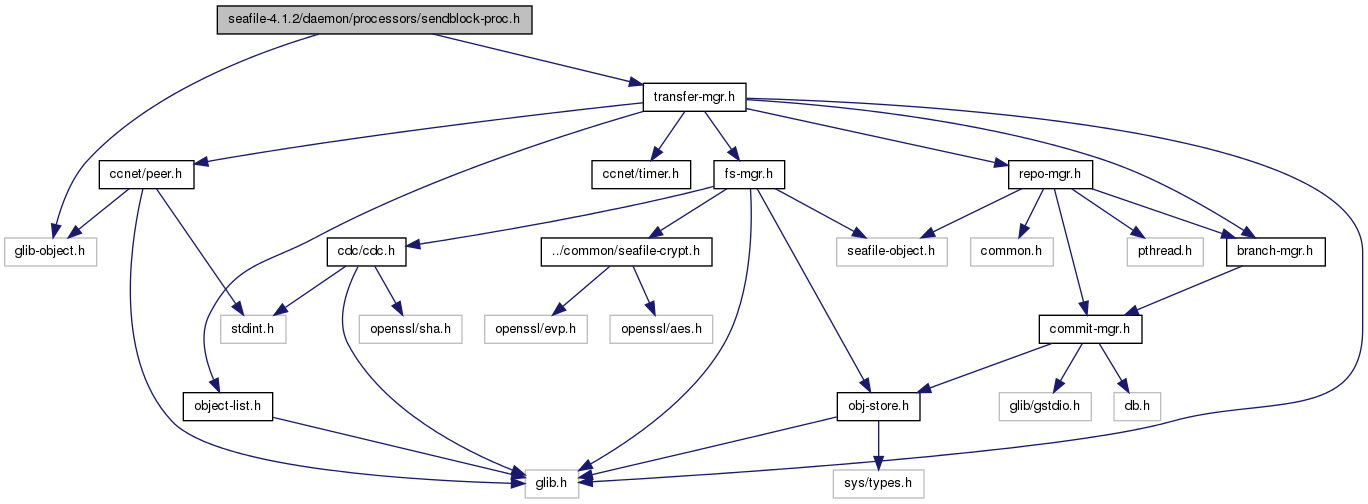 seafile-4.1.2/daemon/processors/sendblock-proc.h
transfer-mgr.h
ccnet/peer.h
ccnet/timer.h
fs-mgr.h
repo-mgr.h
glib-object.h
cdc/cdc.h
../common/seafile-crypt.h
seafile-object.h
common.h
pthread.h
branch-mgr.h
stdint.h
openssl/sha.h
openssl/evp.h
openssl/aes.h
commit-mgr.h
object-list.h
obj-store.h
glib/gstdio.h
db.h
glib.h
sys/types.h